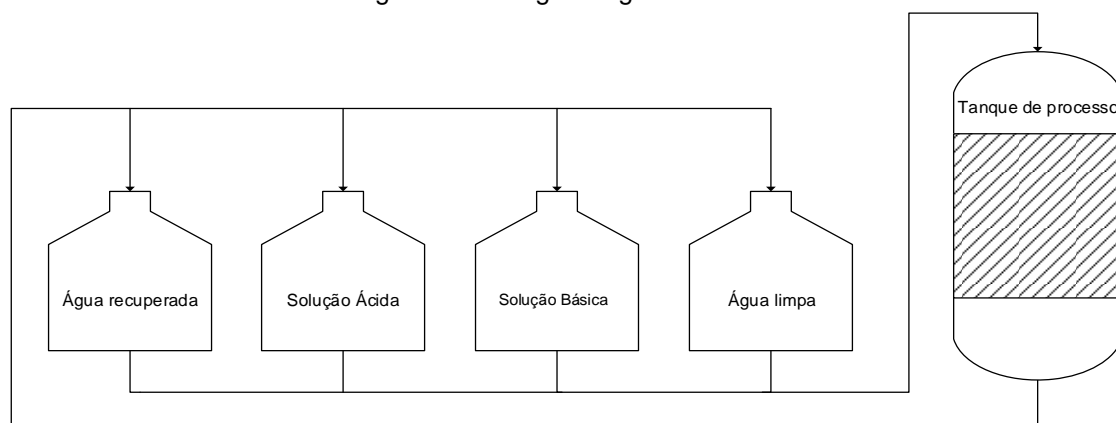 Tanque de processo
Água recuperada
Solução Ácida
Solução Básica
Água limpa